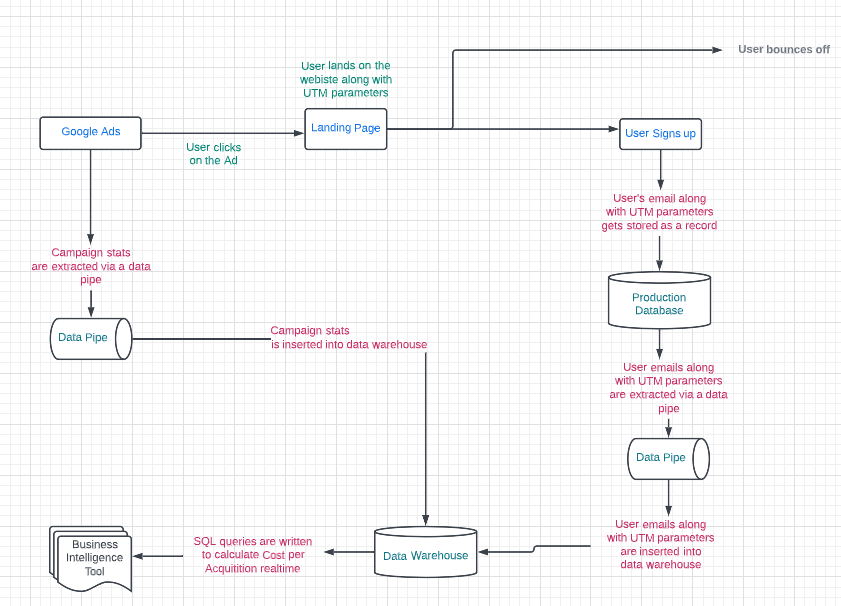 User bounces off
User lands on the
webiste along with
UTM parameters
Google Ads
Landing Page
User Signs up
User clicks
on the Ad
User's email along
with UTM parameters
gets stored as a record
Campaign stats
are extracted via a data
pipe
Production
Database
Data Pipe
Campaign stats
is inserted into data warehouse
User emails along
with UTM parameters
are extracted via a data
pipe
Data Pipe
User emails along
with UTM parameters
are inserted into
data warehouse
Business
Intelligence
Tool
SQL queries are written
to calculate Cost per
Acquitition realtime
Data Warehouse